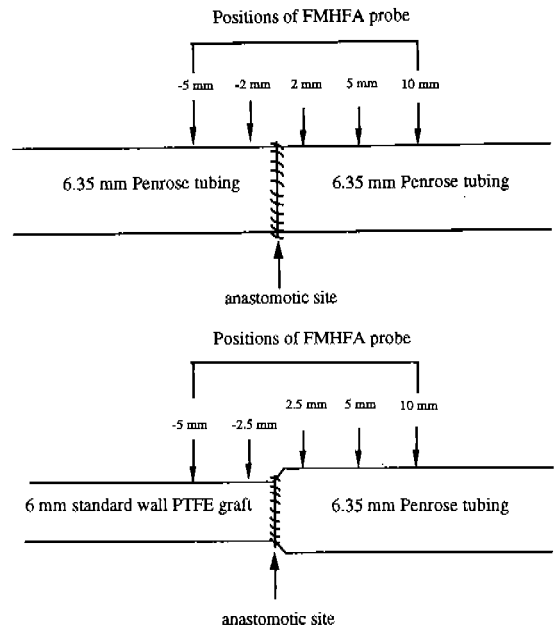 Positions of FMHFA probe
-5 mm -2 mm 2 mm 5 mm 10 mm
6.35 mm Penrose tubing 6.35 mm Penrose tubing
anastomotic site
Positions of FMHFA probe
2.5 mm 5 mm 10 mm
-5 mm -2.5 mm
6 mm standard wall PTFE graft 6.35 mm Penrose tubing
anastomotic site